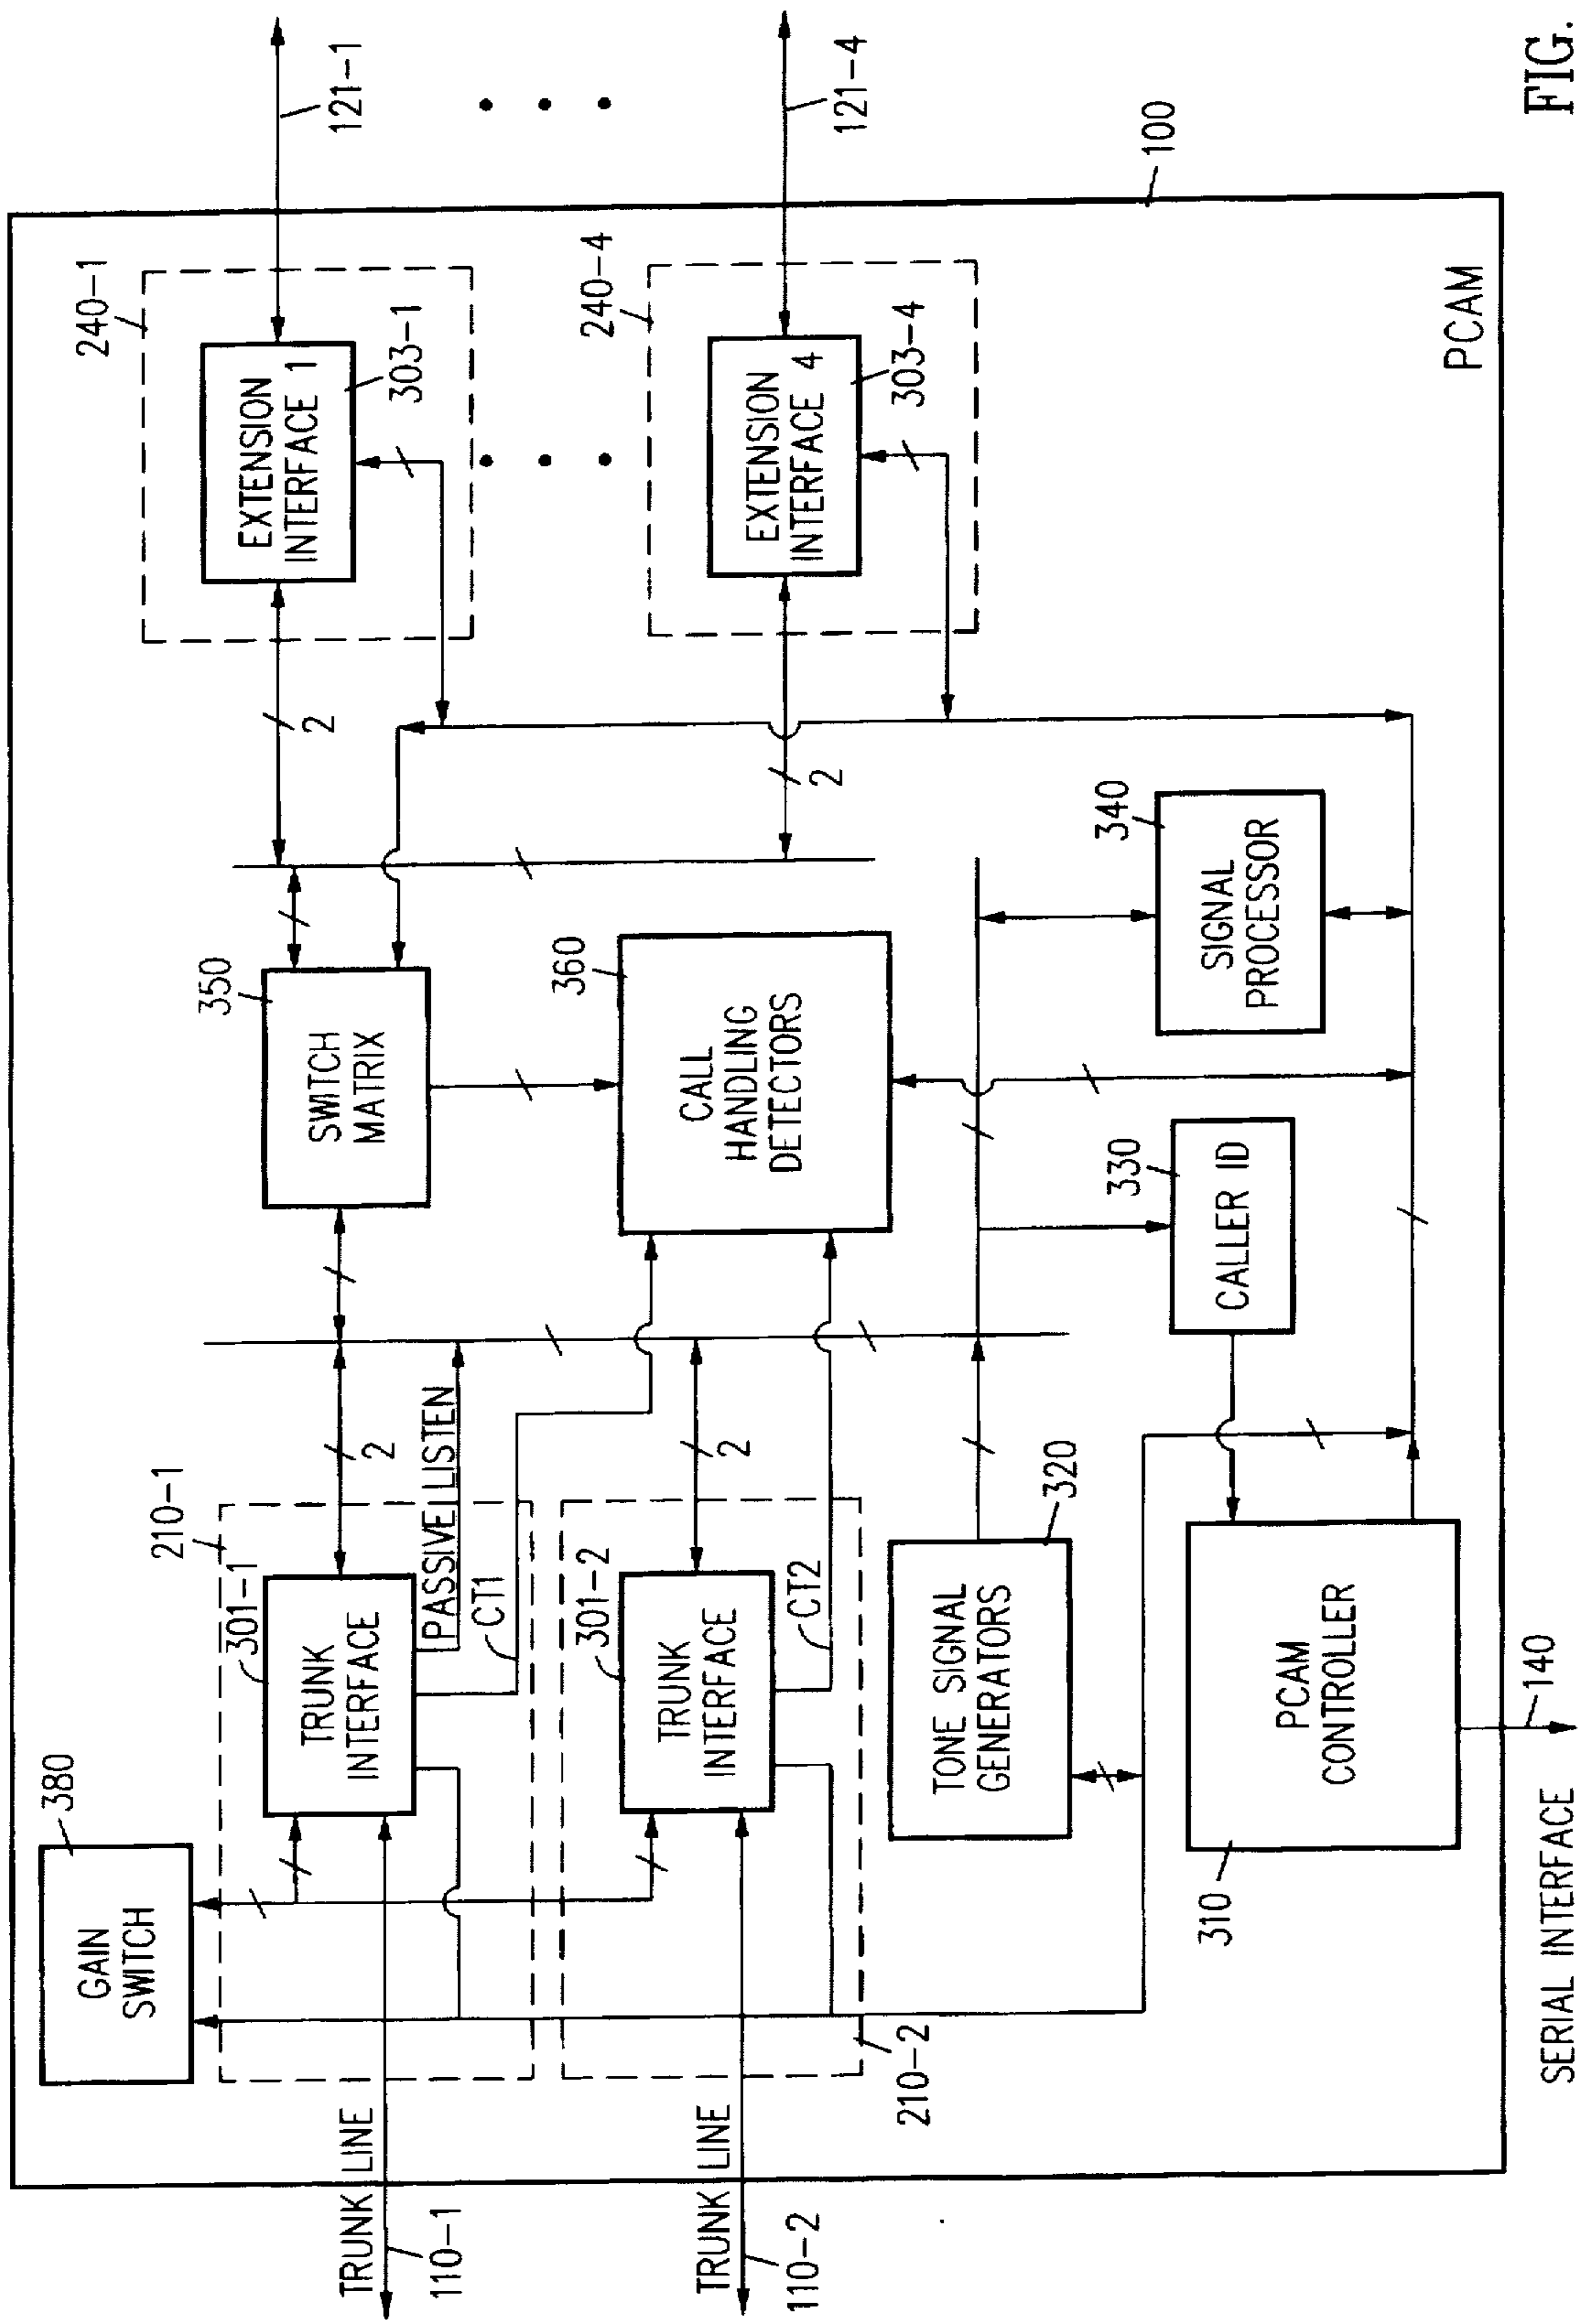 380
GAIN
SWITCH
210-1
301-1
TRUNK
INTERFACE
2
PASSIVE LISTEN
CT1
TRUNK LINE
110-1
350
SWITCH
MATRIX
2
240-1
EXTENSION
INTERFACE 1
303-1
121-1
301-2
TRUNK
INTERFACE
2
CT2
TRUNK LINE
110-2
210-2
360
CALL
HANDLING
DETECTORS
2
240-4
EXTENSION
INTERFACE 4
303-4
121-4
TONE SIGNAL
GENERATORS
320
330
CALLER ID
340
SIGNAL
PROCESSOR
100
PCAM
CONTROLLER
310
PCAM
SERIAL INTERFACE
140
FIG.